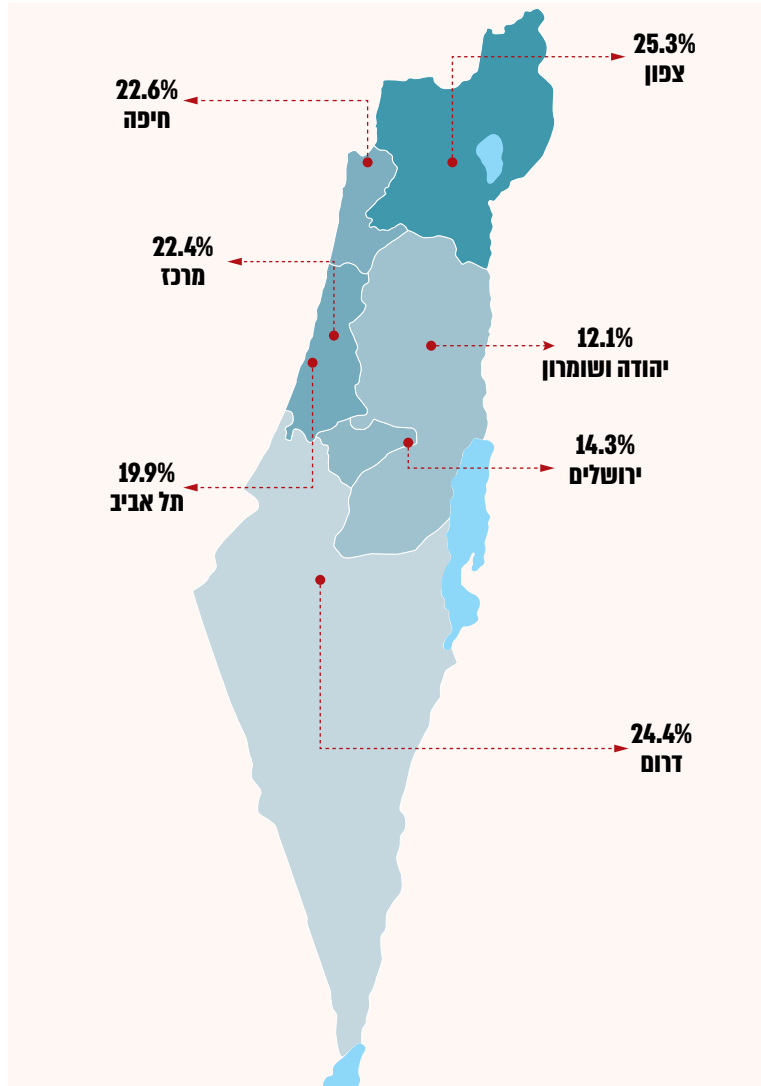 25.3%
צפון
22.6%
חיפה
22.4%
מרכז
12.1%
יהודה ושומרון
14.3%
ירושלים
19.9%
תל אביב
24.4%
דרום